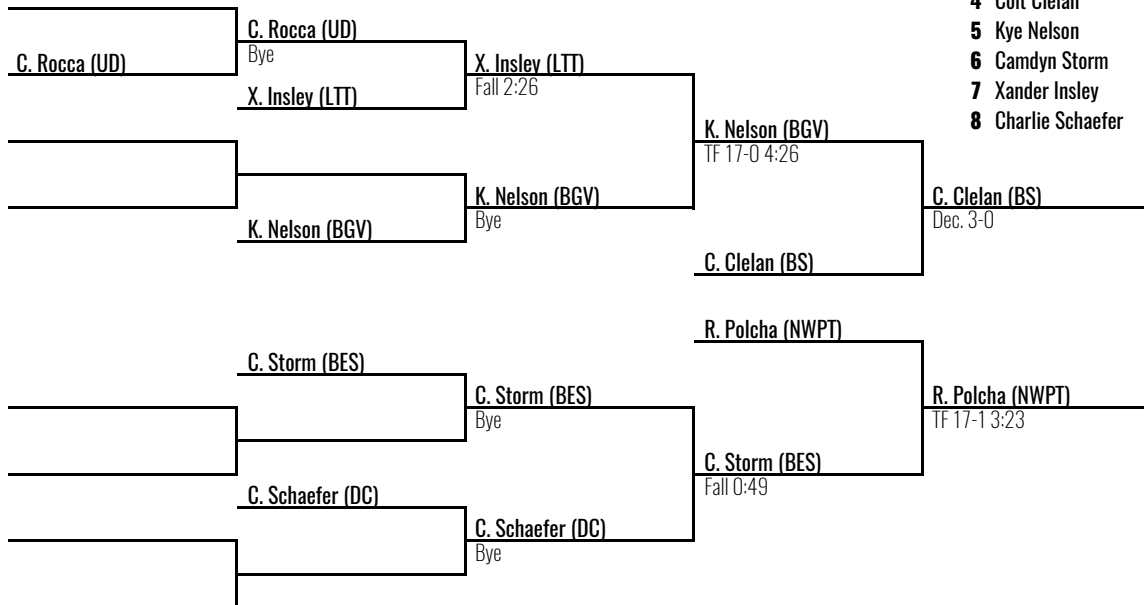 4 Colt Clelan
5 Kye Nelson
6 Camdyn Storm
7 Xander Insley
8 Charlie Schaefer
C. Rocca (UD)
C. Rocca (UD)
Bye
X. Insley (LTT)
X. Insley (LTT)
Fall 2:26
K. Nelson (BGV)
K. Nelson (BGV)
Bye
K. Nelson (BGV)
TF 17-0 4:26
C. Clelan (BS)
C. Clelan (BS)
Dec. 3-0
R. Polcha (NWPT)
C. Storm (BES)
C. Storm (BES)
Bye
C. Schaefer (DC)
C. Schaefer (DC)
Bye
C. Storm (BES)
Fall 0:49
R. Polcha (NWPT)
TF 17-1 3:23